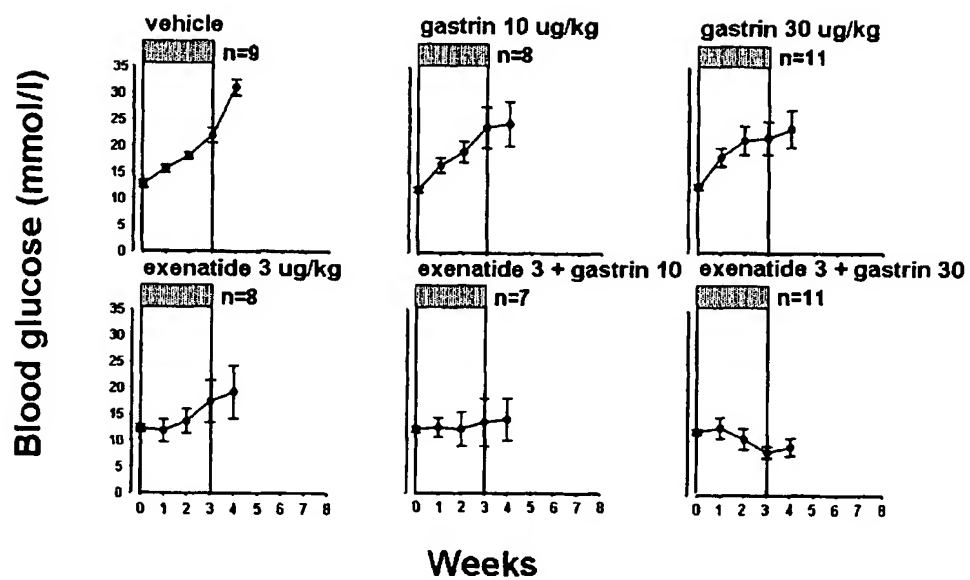 vehicle
n=9
gastrin 10 ug/kg
n=8
gastrin 30 ug/kg
n=11
Blood glucose (mmol/l)
35
30
25
20
15
10
5
0
exenatide 3 ug/kg
n=8
exenatide 3 + gastrin 10
n=7
exenatide 3 + gastrin 30
n=11
35
30
25
20
15
10
5
0
0 1 2 3 4 5 6 7 8
0 1 2 3 4 5 6 7 8
0 1 2 3 4 5 6 7 8
Weeks